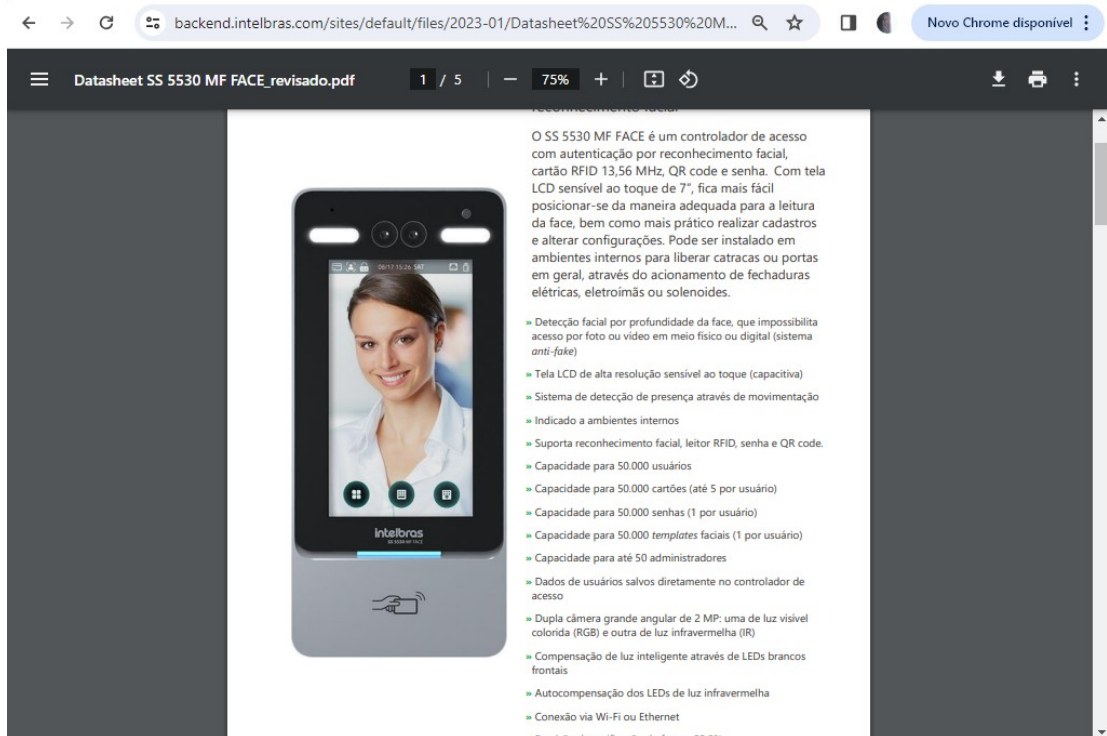 backend.intelbras.com/sites/default/files/2023-01/Datasheet%20SS%205530%20M...
Novo Chrome disponível
Datasheet SS 5530 MF FACE_revisado.pdf
1 / 5
75%
reconhecimento facial
O SS 5530 MF FACE é um controlador de acesso
com autenticação por reconhecimento facial,
cartão RFID 13,56 MHz, QR code e senha. Com tela
LCD sensível ao toque de 7", fica mais fácil
posicionar-se da maneira adequada para a leitura
da face, bem como mais prático realizar cadastros
e alterar configurações. Pode ser instalado em
ambientes internos para liberar catracas ou portas
em geral, através do acionamento de fechaduras
elétricas, eletroímãs ou solenoides.
» Detecção facial por profundidade da face, que impossibilita
acesso por foto ou vídeo em meio físico ou digital (sistema
anti-fake)
» Tela LCD de alta resolução sensível ao toque (capacitiva)
» Sistema de detecção de presença através de movimentação
» Indicado a ambientes internos
» Suporta reconhecimento facial, leitor RFID, senha e QR code.
» Capacidade para 50.000 usuários
» Capacidade para 50.000 cartões (até 5 por usuário)
» Capacidade para 50.000 senhas (1 por usuário)
» Capacidade para 50.000 templates faciais (1 por usuário)
» Capacidade para até 50 administradores
» Dados de usuários salvos diretamente no controlador de
acesso
» Dupla câmera grande angular de 2 MP: uma de luz visível
colorida (RGB) e outra de luz infravermelha (IR)
» Compensação de luz inteligente através de LEDs brancos
frontais
» Autocompensação dos LEDs de luz infravermelha
» Conexão via Wi-Fi ou Ethernet
intelbras
SS 5530 MF FACE